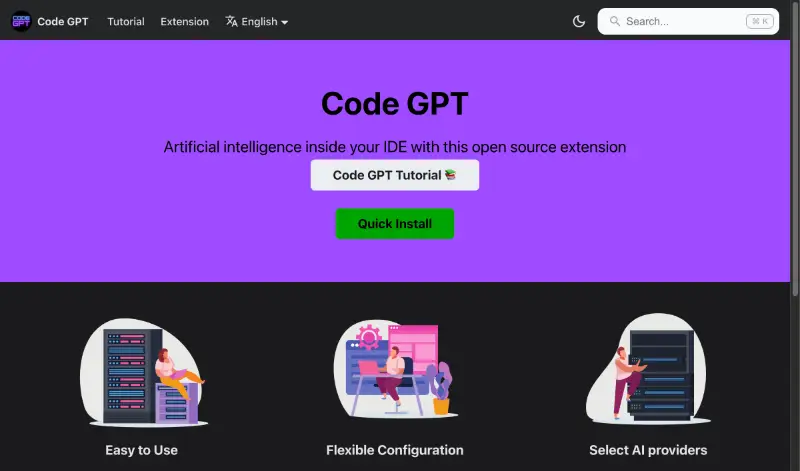 CODE GPT
Code GPT
Tutorial
Extension
English
Search...
⌘ K
Code GPT
Artificial intelligence inside your IDE with this open source extension
Code GPT Tutorial 📚
Quick Install
Easy to Use
Flexible Configuration
Select AI providers